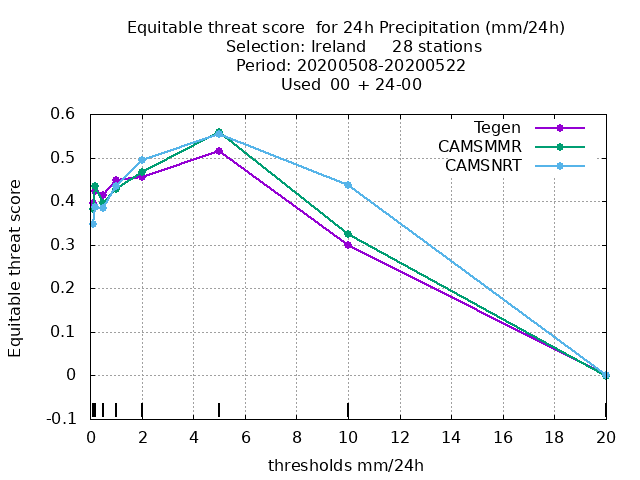 Equitable threat score  for 24h Precipitation (mm/24h)
Selection: Ireland     28 stations
Period: 20200508-20200522
Used  00 + 24-00
Tegen
CAMSMMR
CAMSNRT
0.6
0.5
0.4
0.3
0.2
0.1
0
-0.1
Equitable threat score
0 2 4 6 8 10 12 14 16 18 20
thresholds mm/24h